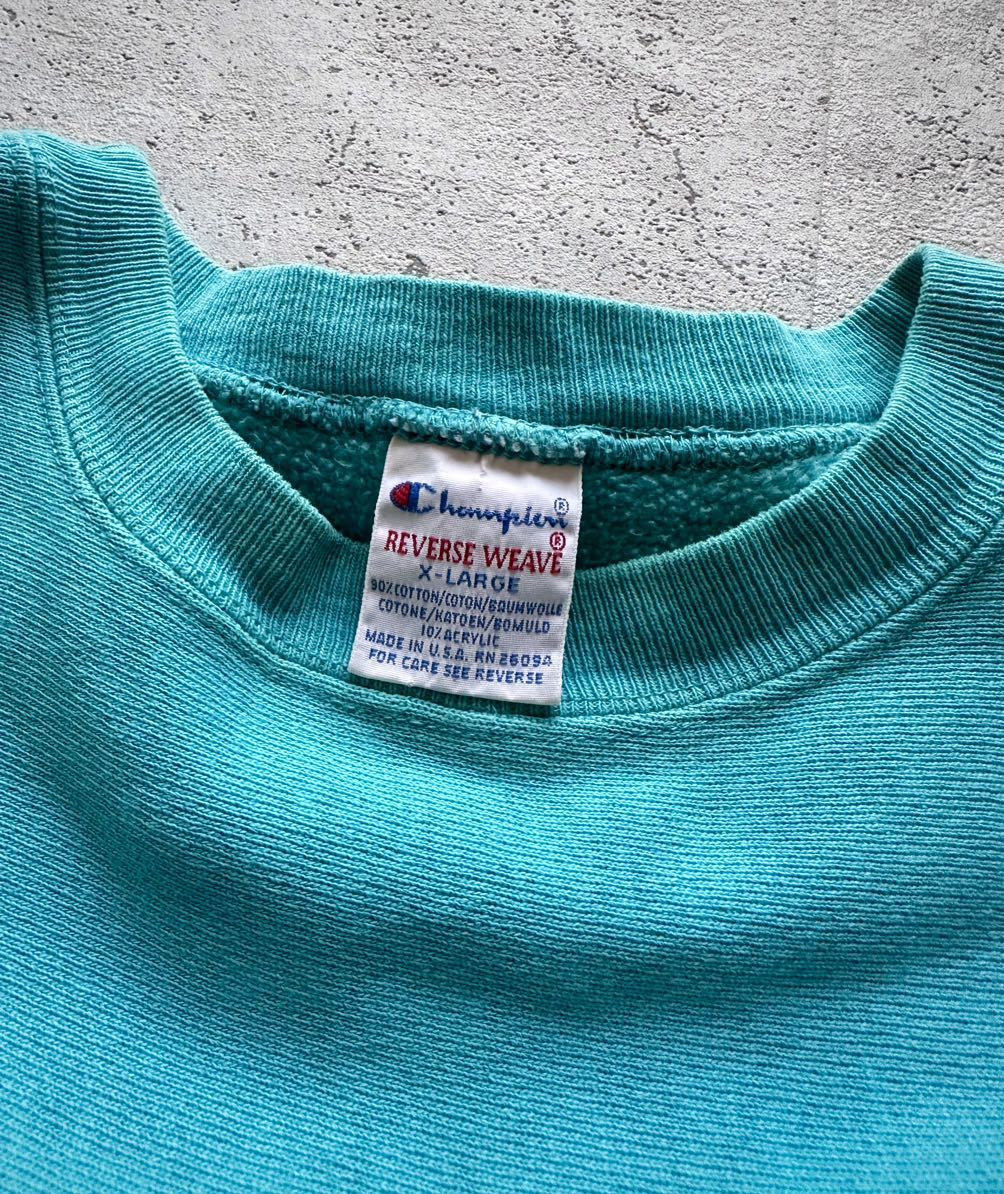 Champion®
REVERSE WEAVE®
X-LARGE
90% COTTON/COTON/BAUMWOLLE
COTONE/KATOEN/BOMULD
10% ACRYLIC
MADE IN U.S.A. RN 26094
FOR CARE SEE REVERSE